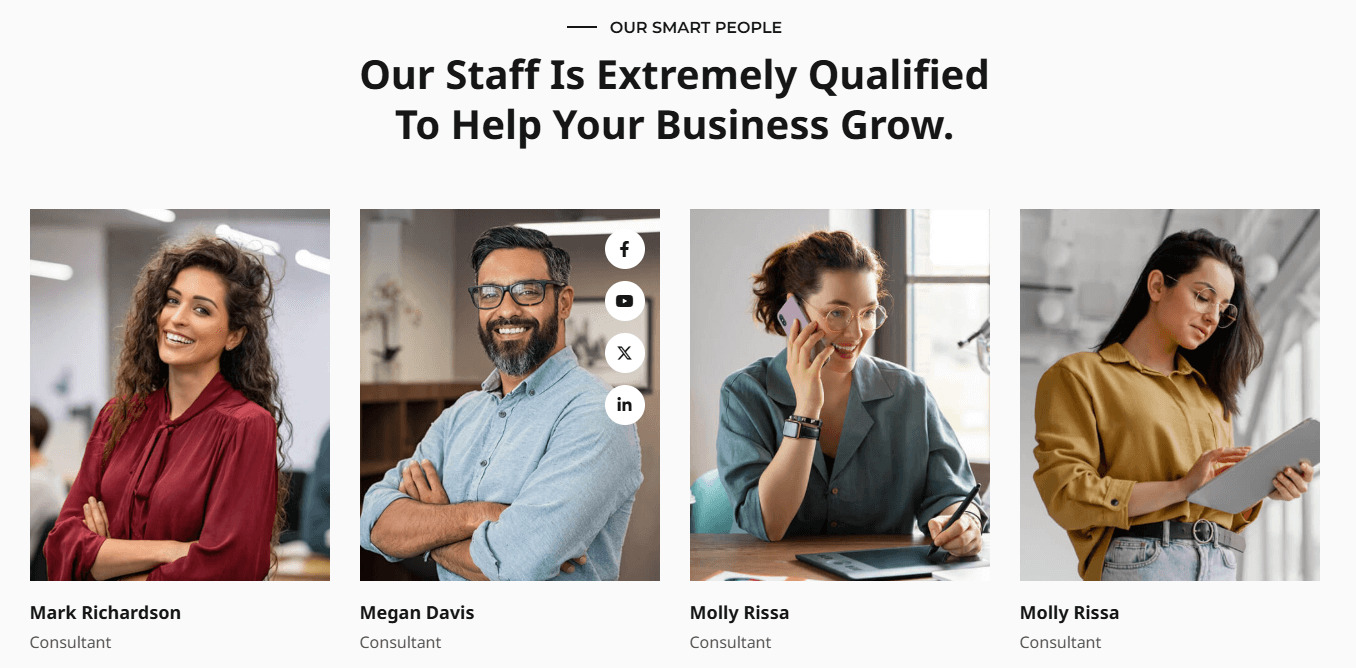 OUR SMART PEOPLE
Our Staff Is Extremely Qualified
To Help Your Business Grow.
Mark Richardson
Consultant
Megan Davis
Consultant
Molly Rissa
Consultant
Molly Rissa
Consultant